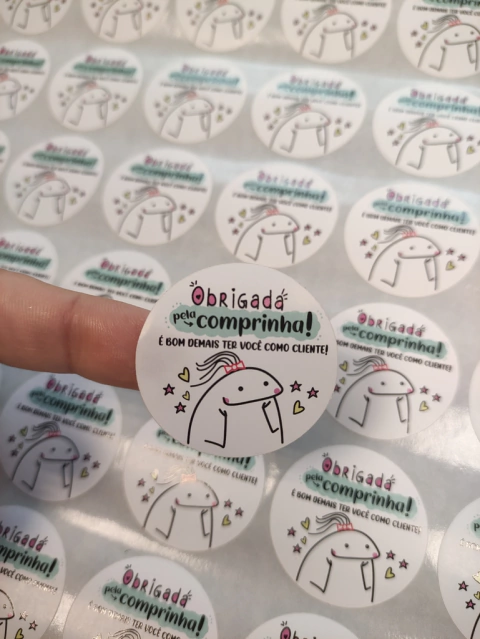 OBRIGADA
pela
comprinha!
É BOM DEMAIS TER VOCÊ COMO CLIENTE!